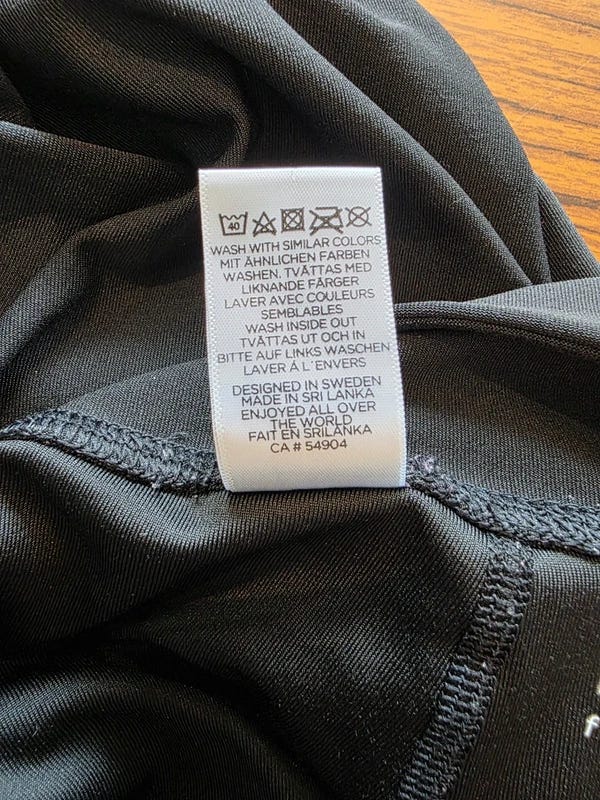 40
WASH WITH SIMILAR COLORS
MIT ÄHNLICHEN FARBEN
WASHEN. TVÄTTAS MED
LIKNANDE FÄRGER
LAVER AVEC COULEURS
SEMBLABLES
WASH INSIDE OUT
TVÄTTAS UT OCH IN
BITTE AUF LINKS WASCHEN
LAVER Á L'ENVERS
DESIGNED IN SWEDEN
MADE IN SRI LANKA
ENJOYED ALL OVER
THE WORLD
FAIT EN SRILANKA
CA # 54904